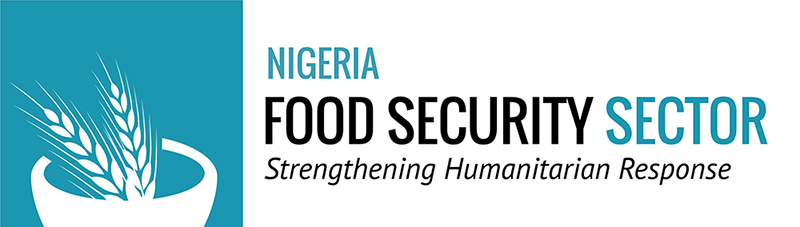 NIGERIA
FOOD SECURITY SECTOR
Strengthening Humanitarian Response